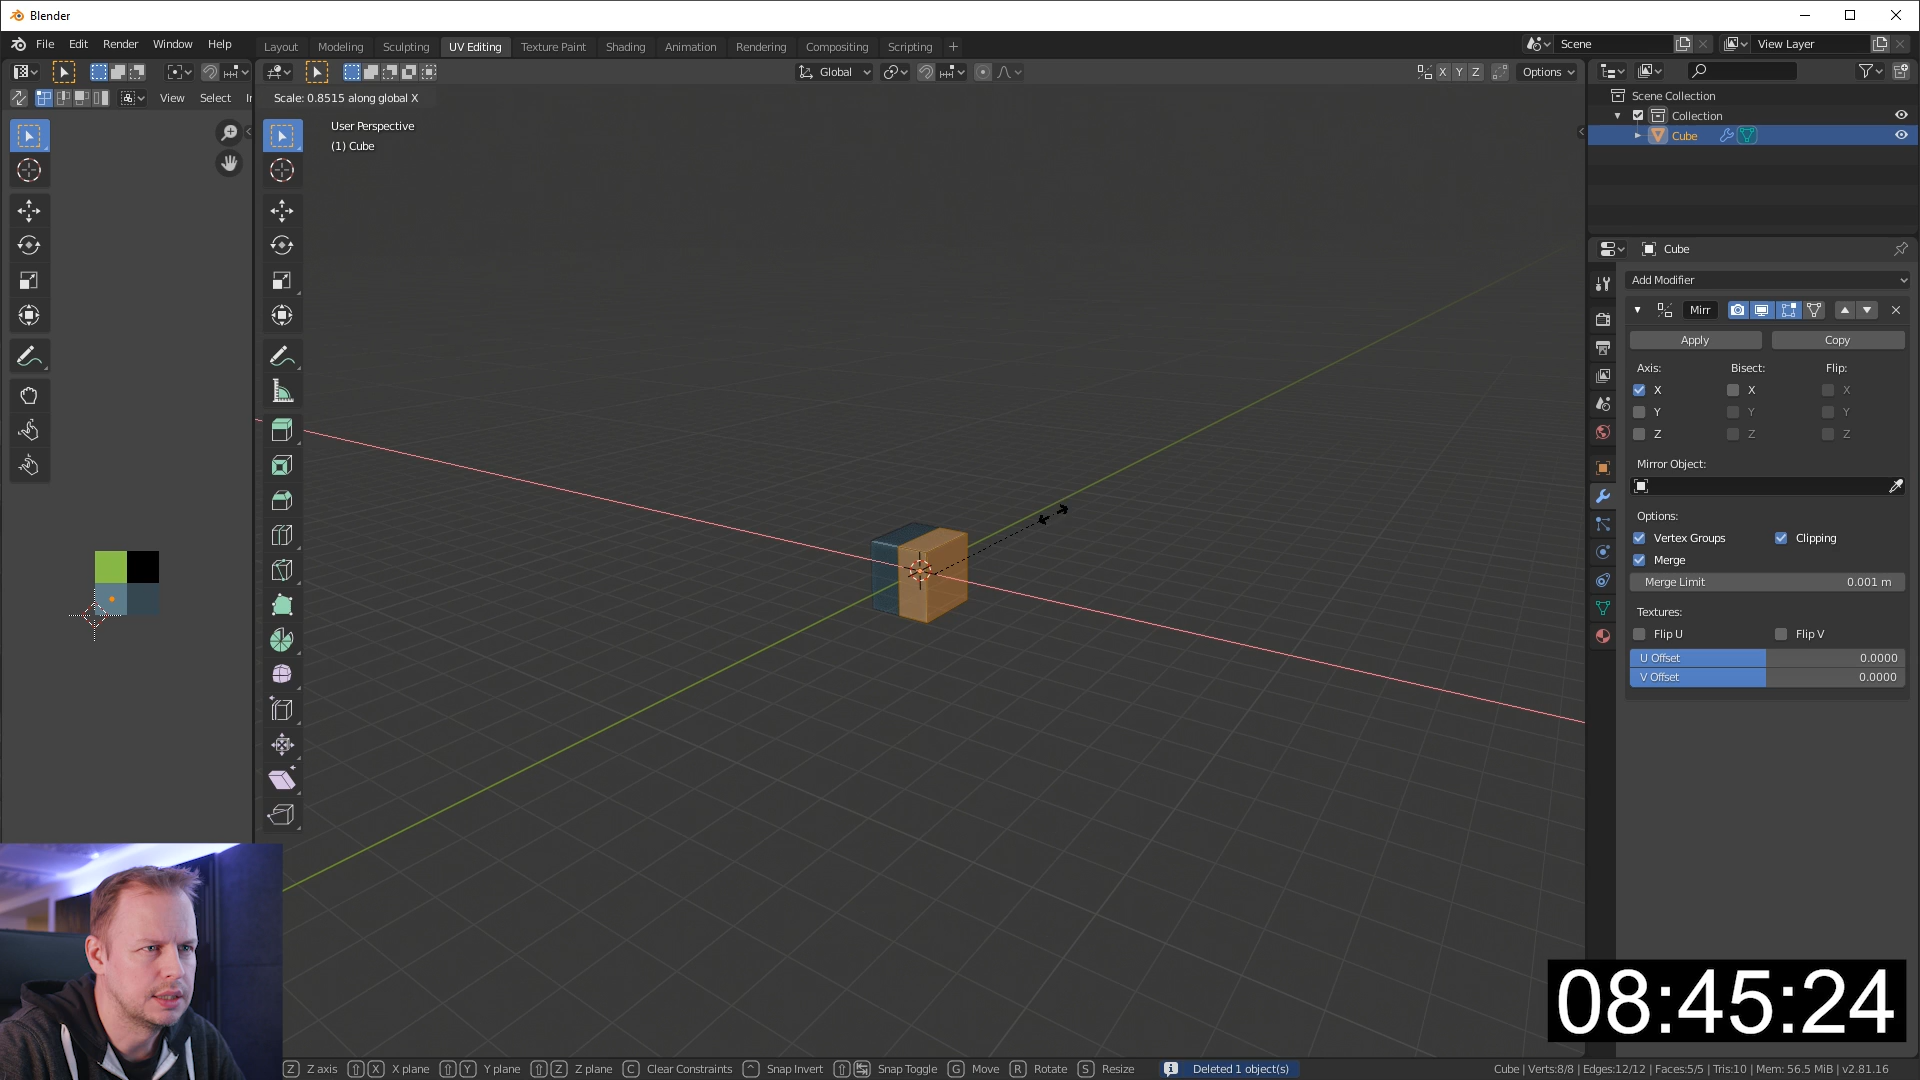 Blender
File Edit Render Window Help
Layout Modeling Sculpting UV Editing Texture Paint Shading Animation Rendering Compositing Scripting +
Scene
View Layer
Global
X Y Z
Options
View Select
Scale: 0.8515 along global X
User Perspective
(1) Cube
Scene Collection
Collection
Cube
Cube
Add Modifier
Mirr
Apply Copy
Axis: Bisect: Flip:
X X X
Y Y Y
Z Z Z
Mirror Object:
Options:
Vertex Groups Clipping
Merge
Merge Limit 0.001 m
Textures:
Flip U Flip V
U Offset 0.0000
V Offset 0.0000
08:45:24
Z Z axis X X plane Y Y plane Z Z plane C Clear Constraints ^ Snap Invert Snap Toggle G Move R Rotate S Resize Deleted 1 object(s) Cube | Verts:8/8 | Edges:12/12 | Faces:5/5 | Tris:10 | Mem: 56.5 MiB | v2.81.16